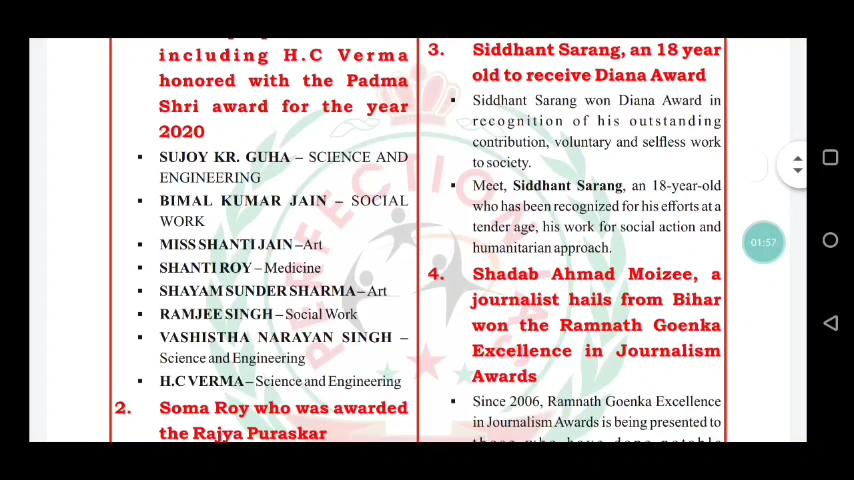 including H.C Verma
honored with the Padma
Shri award for the year
2020
▪ SUJOY KR. GUHA – SCIENCE AND
ENGINEERING
▪ BIMAL KUMAR JAIN – SOCIAL
WORK
▪ MISS SHANTI JAIN –Art
▪ SHANTI ROY – Medicine
▪ SHAYAM SUNDER SHARMA – Art
▪ RAMJEE SINGH – Social Work
▪ VASHISTHA NARAYAN SINGH –
Science and Engineering
▪ H.C VERMA – Science and Engineering
2. Soma Roy who was awarded
the Rajya Puraskar
3. Siddhant Sarang, an 18 year
old to receive Diana Award
▪ Siddhant Sarang won Diana Award in
recognition of his outstanding
contribution, voluntary and selfless work
to society.
▪ Meet, Siddhant Sarang, an 18-year-old
who has been recognized for his efforts at a
tender age, his work for social action and
humanitarian approach.
4. Shadab Ahmad Moizee, a
journalist hails from Bihar
won the Ramnath Goenka
Excellence in Journalism
Awards
▪ Since 2006, Ramnath Goenka Excellence
in Journalism Awards is being presented to
those who have done notable
PERFECTION IAS
01:57